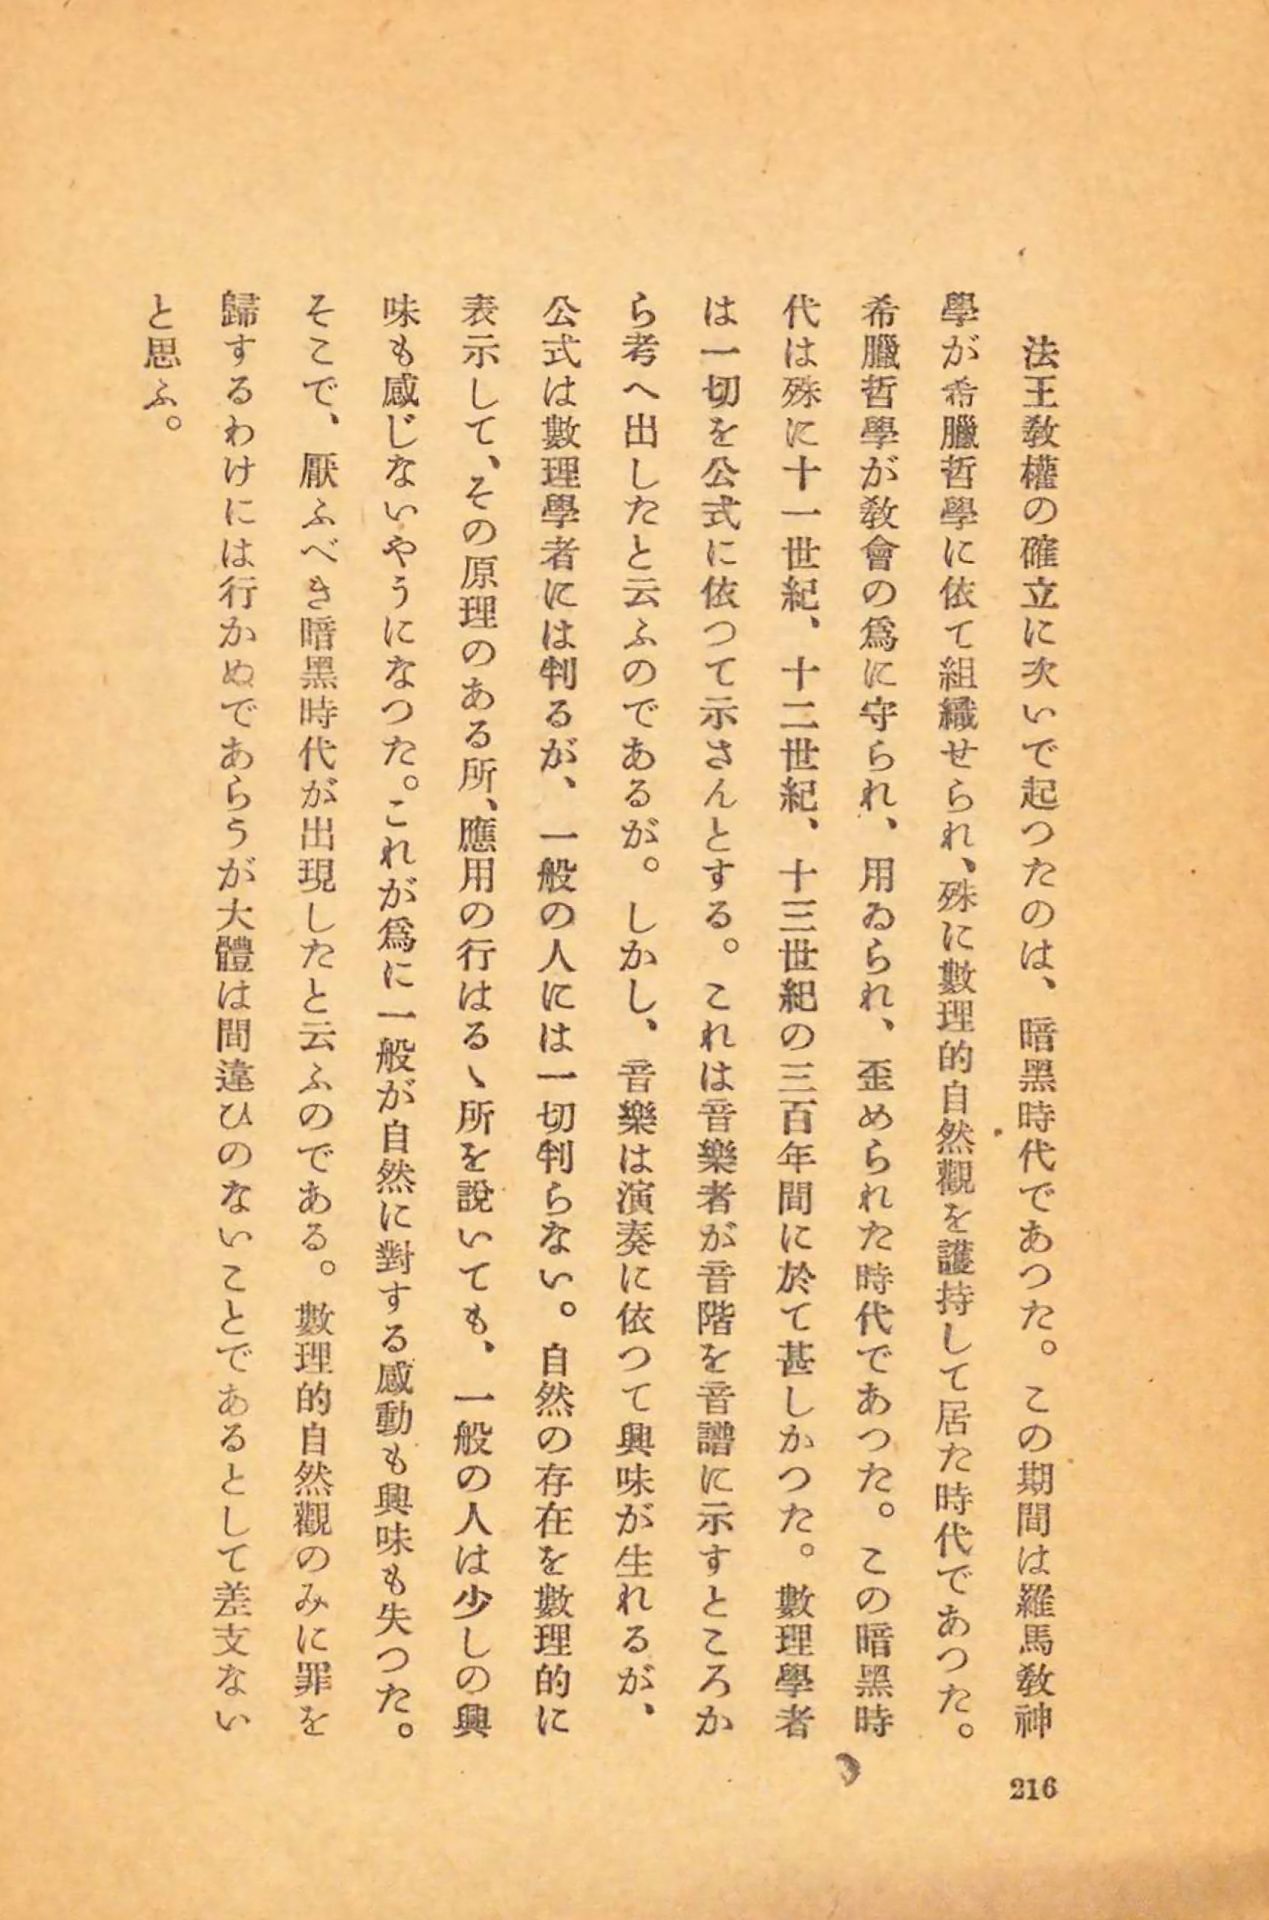 法王敎權の確立に次いで起つたのは、暗黑時代であつた。この期間は羅馬敎神
學が希臘哲學に依て組織せられ、殊に數理的自然觀を護持して居た時代であつた。
希臘哲學が敎會の爲に守られ、用ゐられ、歪められた時代であつた。この暗黑時
代は殊に十一世紀、十二世紀、十三世紀の三百年間に於て甚しかつた。數理學者
は一切を公式に依つて示さんとする。これは音樂者が音階を音譜に示すところか
ら考へ出したと云ふのであるが。しかし、音樂は演奏に依つて興味が生れるが、
公式は數理學者には判るが、一般の人には一切判らない。自然の存在を數理的に
表示して、その原理のある所、應用の行はるゝ所を說いても、一般の人は少しの興
味も感じないやうになつた。これが爲に一般が自然に對する感動も興味も失つた。
そこで、厭ふべき暗黑時代が出現したと云ふのである。數理的自然觀のみに罪を
歸するわけには行かぬであらうが大體は間違ひのないことであるとして差支ない
と思ふ。
216